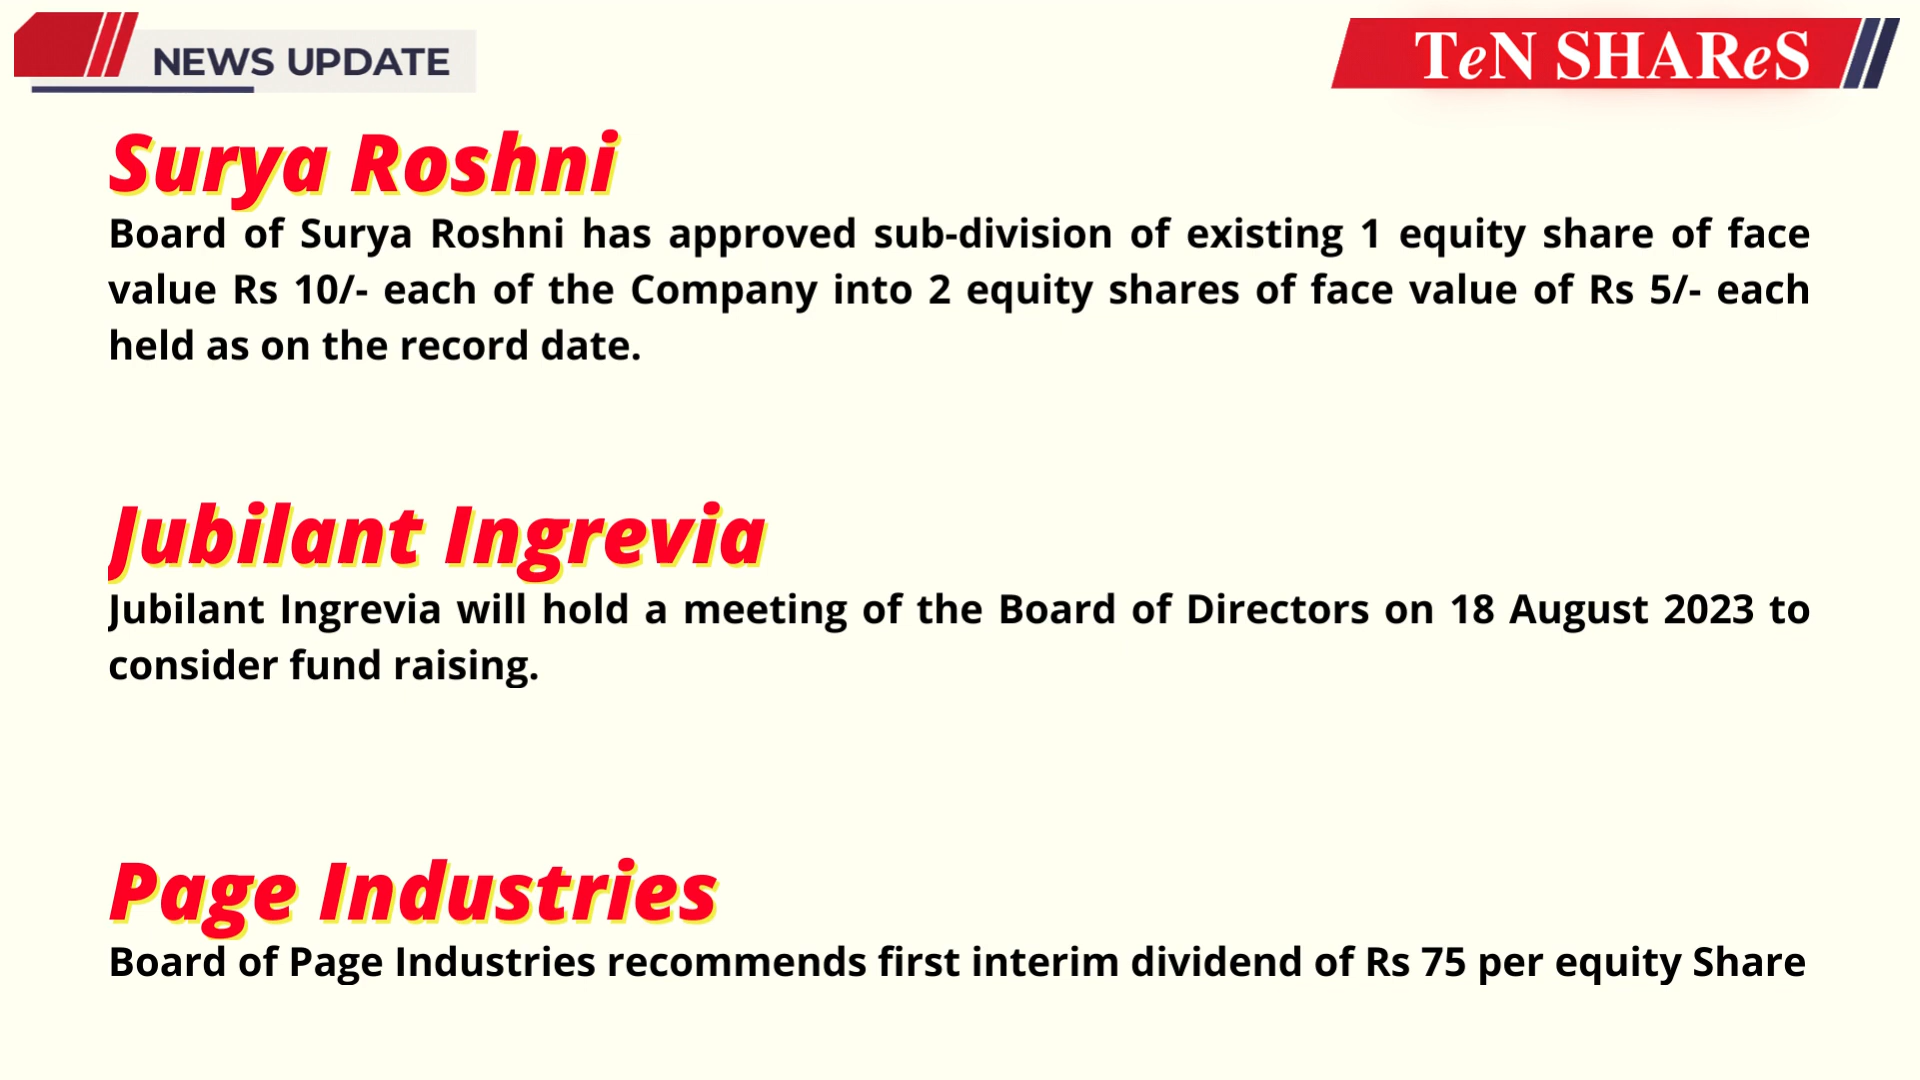 NEWS UPDATE
TeN SHAReS
Surya Roshni
Board of Surya Roshni has approved sub-division of existing 1 equity share of face
value Rs 10/- each of the Company into 2 equity shares of face value of Rs 5/- each
held as on the record date.
Jubilant Ingrevia
Jubilant Ingrevia will hold a meeting of the Board of Directors on 18 August 2023 to
consider fund raising.
Page Industries
Board of Page Industries recommends first interim dividend of Rs 75 per equity Share